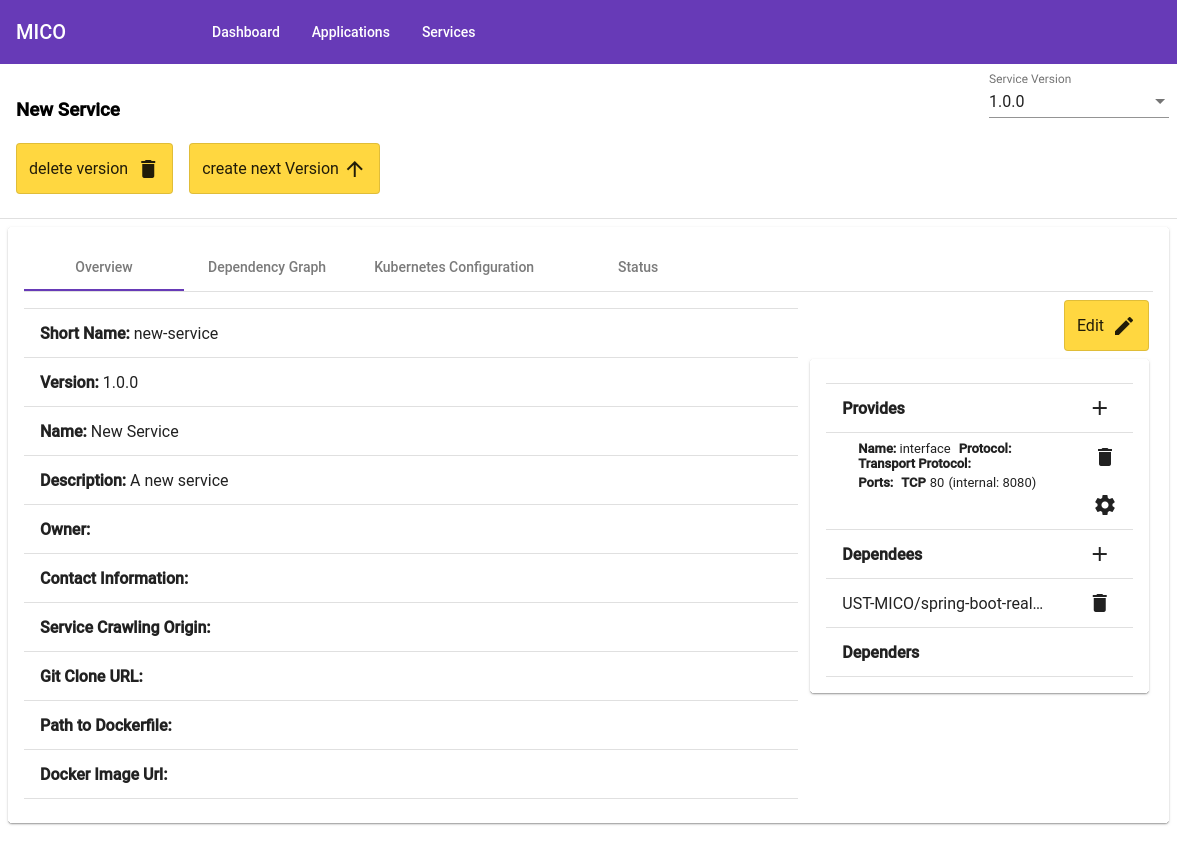 MICO
Dashboard
Applications
Services
Service Version
1.0.0
New Service
delete version
create next Version
Overview
Dependency Graph
Kubernetes Configuration
Status
Short Name: new-service
Version: 1.0.0
Name: New Service
Description: A new service
Owner:
Contact Information:
Service Crawling Origin:
Git Clone URL:
Path to Dockerfile:
Docker Image Url:
Edit
Provides
Name: interface Protocol:
Transport Protocol:
Ports: TCP 80 (internal: 8080)
Dependees
UST-MICO/spring-boot-real…
Dependers